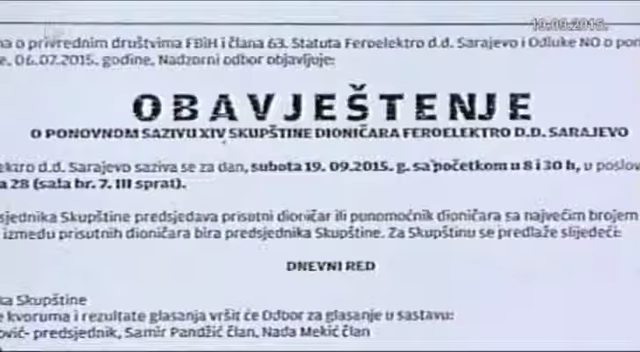 19.09.2015.
na o privrednim društvima FBiH i člana 63. Statuta Feroelektro d.d. Sarajevo i Odluke NO o pon
e, 06.07.2015. godine, Nadzorni odbor objavljuje:
OBAVJEŠTENJE
O PONOVNOM SAZIVU XIV SKUPŠTINE DIONIČARA FEROELEKTRO D.D. SARAJEVO
ektro d.d. Sarajevo saziva se za dan, subota 19. 09.2015. g. sa početkom u 8 i 30 h, u poslov
a 28 (sala br. 7. III sprat).
sjednika Skupštine predsjedava prisutni dioničar ili punomoćnik dioničara sa najvećim brojem
između prisutnih dioničara bira predsjednika Skupštine. Za Skupštinu se predlaže slijedeći:
DNEVNI RED
ka Skupštine
e kvoruma i rezultate glasanja vršit će Odbor za glasanje u sastavu:
ović- predsjednik, Samir Pandžić član, Nada Mekić član